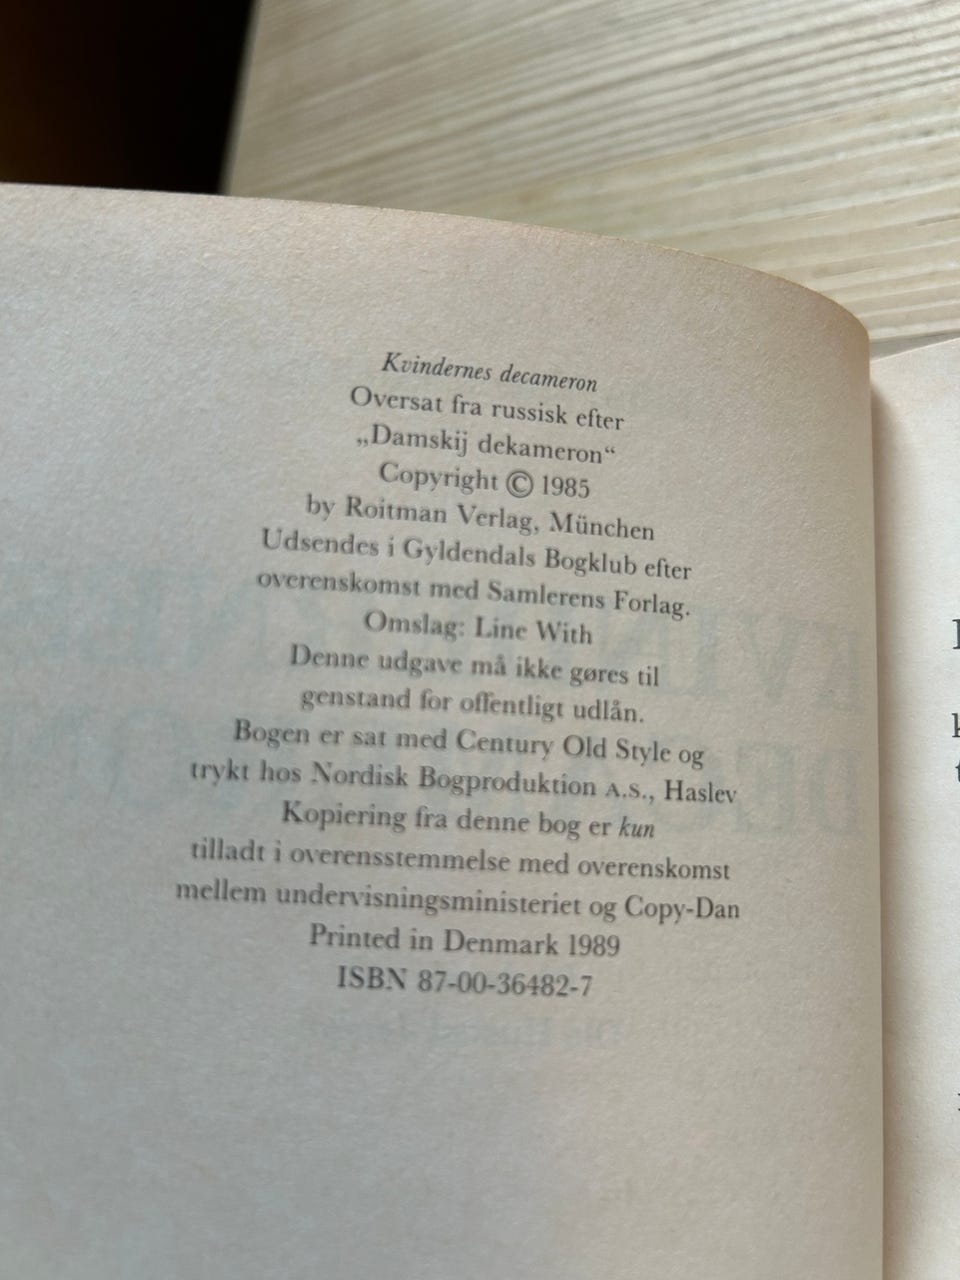 Kvindernes decameron
Oversat fra russisk efter
„Damskij dekameron“
Copyright © 1985
by Roitman Verlag, München
Udsendes i Gyldendals Bogklub efter
overenskomst med Samlerens Forlag.
Omslag: Line With
Denne udgave må ikke gøres til
genstand for offentligt udlån.
Bogen er sat med Century Old Style og
trykt hos Nordisk Bogproduktion A.S., Haslev
Kopiering fra denne bog er kun
tilladt i overensstemmelse med overenskomst
mellem undervisningsministeriet og Copy-Dan
Printed in Denmark 1989
ISBN 87-00-36482-7